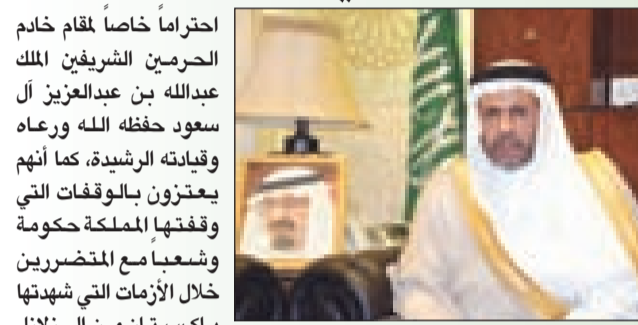 احتراماً خاصاً لمقام خادم
الحرمين الشريفين الملك
عبدالله بن عبدالعزيز آل
سعود حفظه الله ورعاه
وقيادته الرشيدة، كما أنهم
يعتزون بالوقفات التي
وقفتها المملكة حكومة
وشعباً مع المتضررين
خلال الأزمات التي شهدتها